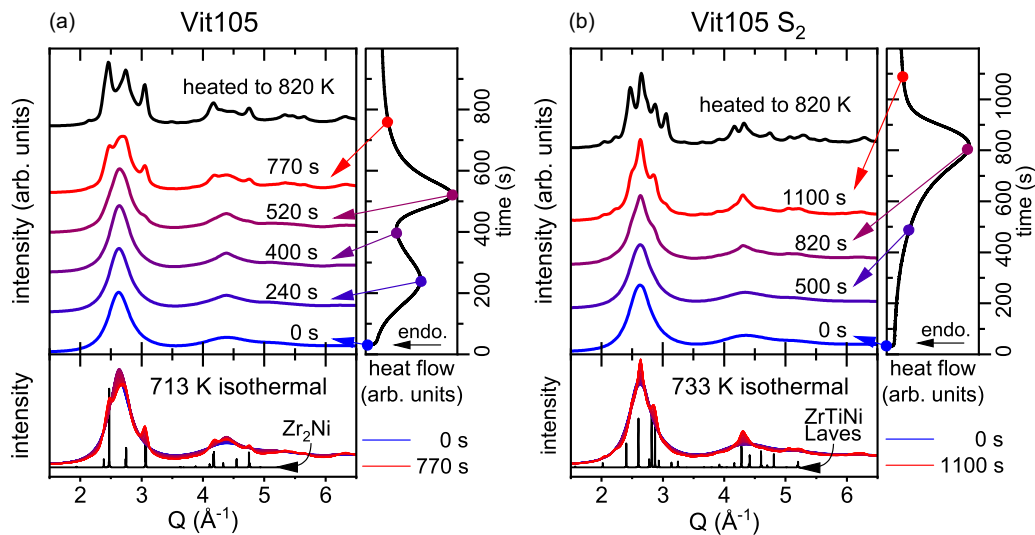 (a)
Vit105
intensity (arb. units)
heated to 820 K
770 s
520 s
400 s
240 s
0 s
endo.
0
200
400
600
800
time (s)
heat flow
(arb. units)
intensity
713 K isothermal
Zr2Ni
0 s
770 s
2
3
4
5
6
Q (Å-1)
(b)
Vit105 S2
intensity (arb. units)
heated to 820 K
1100 s
820 s
500 s
0 s
endo.
0
200
400
600
800
1000
time (s)
heat flow
(arb. units)
intensity
733 K isothermal
ZrTiNi
Laves
0 s
1100 s
2
3
4
5
6
Q (Å-1)